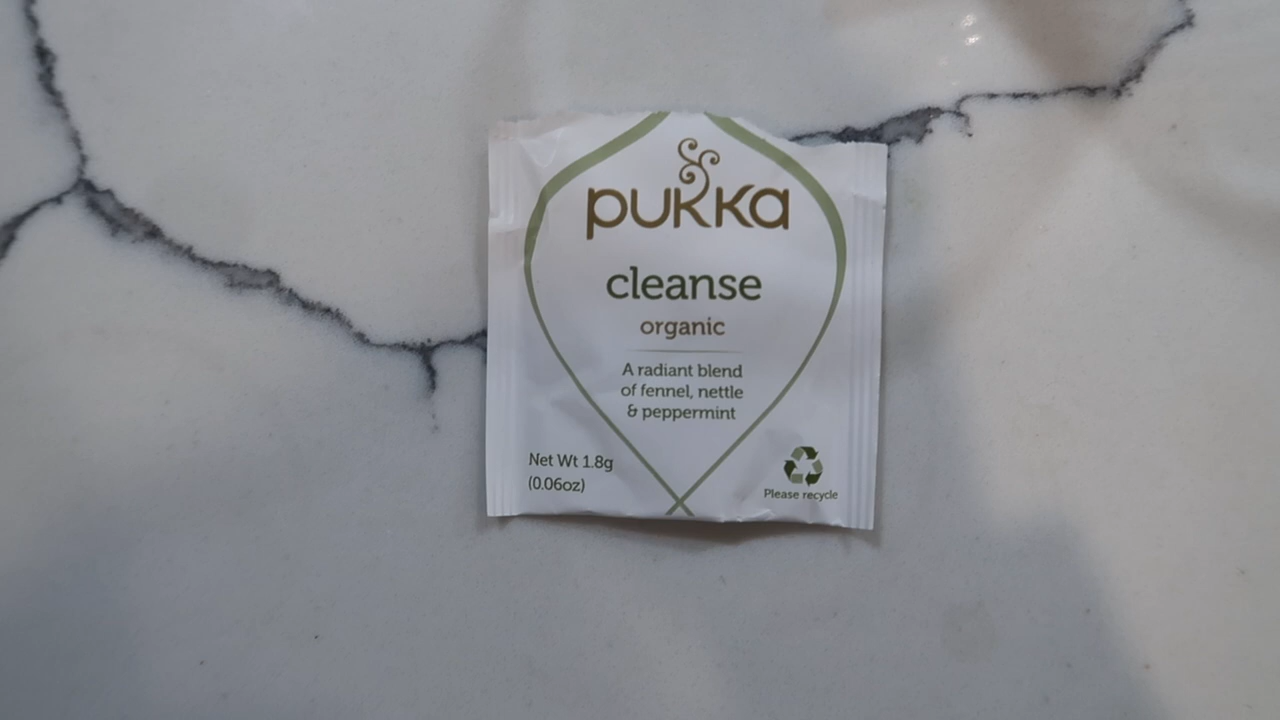 pukka
cleanse
organic
A radiant blend
of fennel, nettle
& peppermint
Net Wt 1.8g
(0.06oz)
Please recycle